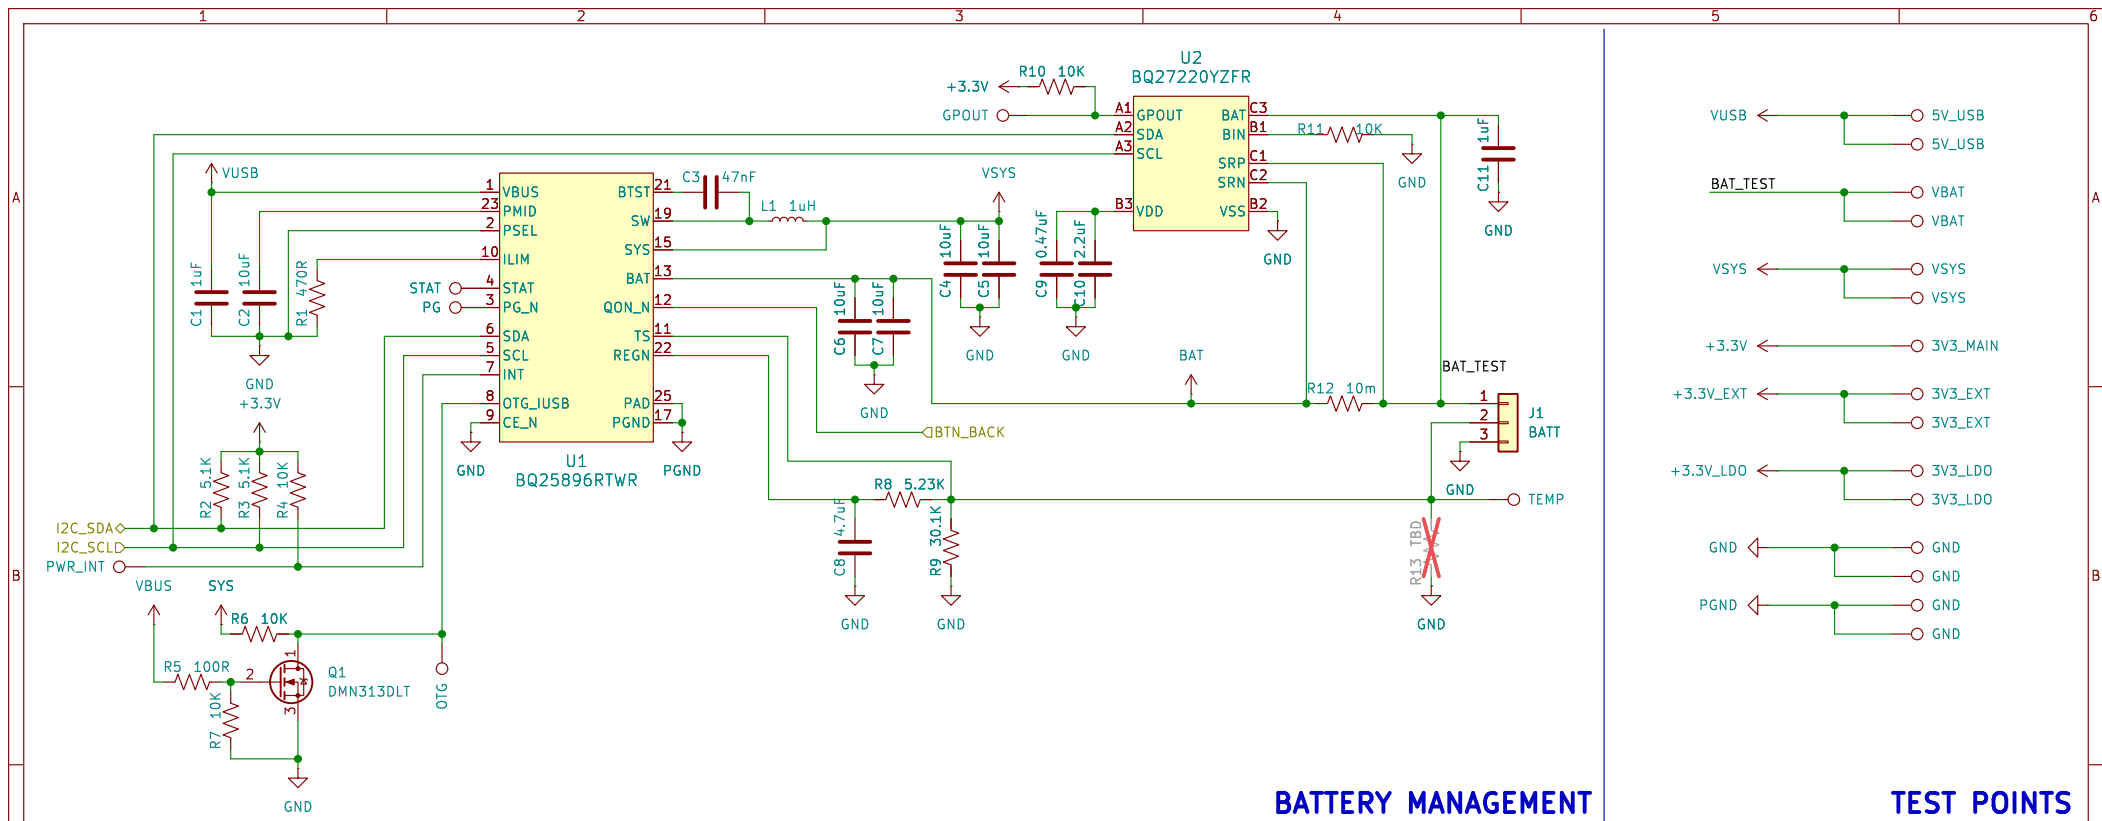 1 2 3 4 5 6
A A
B B
U2
BQ27220YZFR
R10 10K
+3.3V
GPOUT
A1 GPOUT
A2 SDA
A3 SCL
B3 VDD
BAT C3
BIN B1
SRP C1
SRN C2
VSS B2
R11 10K
GND
C11 1uF
GND
GND
C9 0.47uF
C10 2.2uF
GND
VUSB
1 VBUS
23 PMID
2 PSEL
10 ILIM
4 STAT
3 PG_N
6 SDA
5 SCL
7 INT
8 OTG_IUSB
9 CE_N
BTST 21
SW 19
SYS 15
BAT 13
QON_N 12
TS 11
REGN 22
PAD 25
PGND 17
U1
BQ25896RTWR
STAT
PG
C1 1uF
C2 10uF
R1 470R
GND
C3 47nF
L1 1uH
VSYS
C4 10uF
C5 10uF
GND
C6 10uF
C7 10uF
GND
BAT
R12 10m
BAT_TEST
1
2
3
J1
BATT
GND
BTN_BACK
GND
PGND
+3.3V
R2 5.1K
R3 5.1K
R4 10K
I2C_SDA
I2C_SCL
PWR_INT
R8 5.23K
C8 4.7uF
GND
R9 30.1K
GND
R13 TBD
GND
TEMP
VBUS
SYS
R6 10K
R5 100R
R7 10K
1
2
3
Q1
DMN313DLT
OTG
GND
BATTERY MANAGEMENT
VUSB 5V_USB
5V_USB
BAT_TEST VBAT
VBAT
VSYS VSYS
VSYS
+3.3V 3V3_MAIN
+3.3V_EXT 3V3_EXT
3V3_EXT
+3.3V_LDO 3V3_LDO
3V3_LDO
GND GND
GND
PGND GND
GND
TEST POINTS